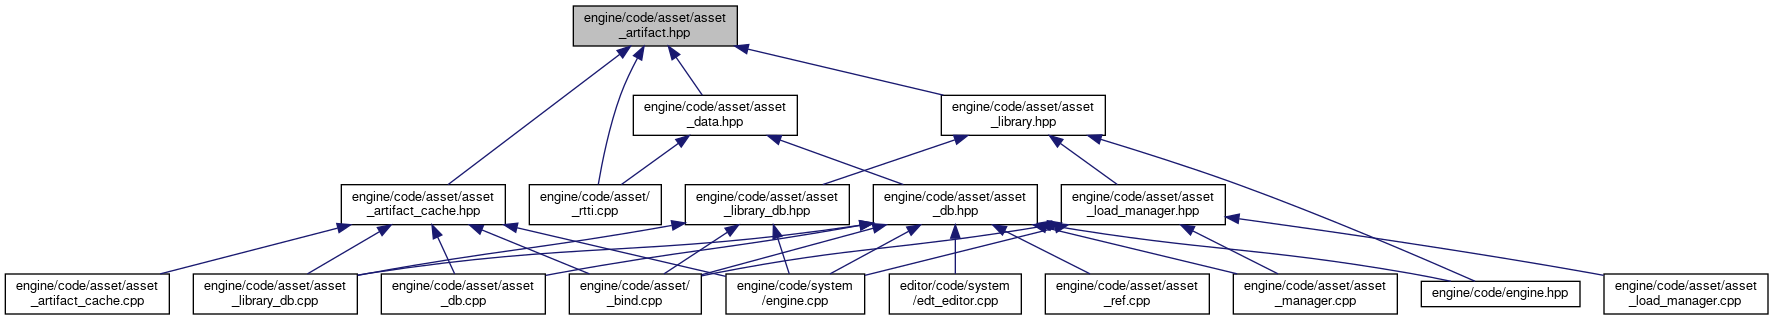 engine/code/asset/asset
_artifact.hpp
engine/code/asset/asset
_data.hpp
engine/code/asset/asset
_library.hpp
engine/code/asset/asset
_artifact_cache.hpp
engine/code/asset/
_rtti.cpp
engine/code/asset/asset
_library_db.hpp
engine/code/asset/asset
_db.hpp
engine/code/asset/asset
_load_manager.hpp
engine/code/asset/asset
_artifact_cache.cpp
engine/code/asset/asset
_library_db.cpp
engine/code/asset/asset
_db.cpp
engine/code/asset/
_bind.cpp
engine/code/system
/engine.cpp
editor/code/system
/edt_editor.cpp
engine/code/asset/asset
_ref.cpp
engine/code/asset/asset
_manager.cpp
engine/code/engine.hpp
engine/code/asset/asset
_load_manager.cpp